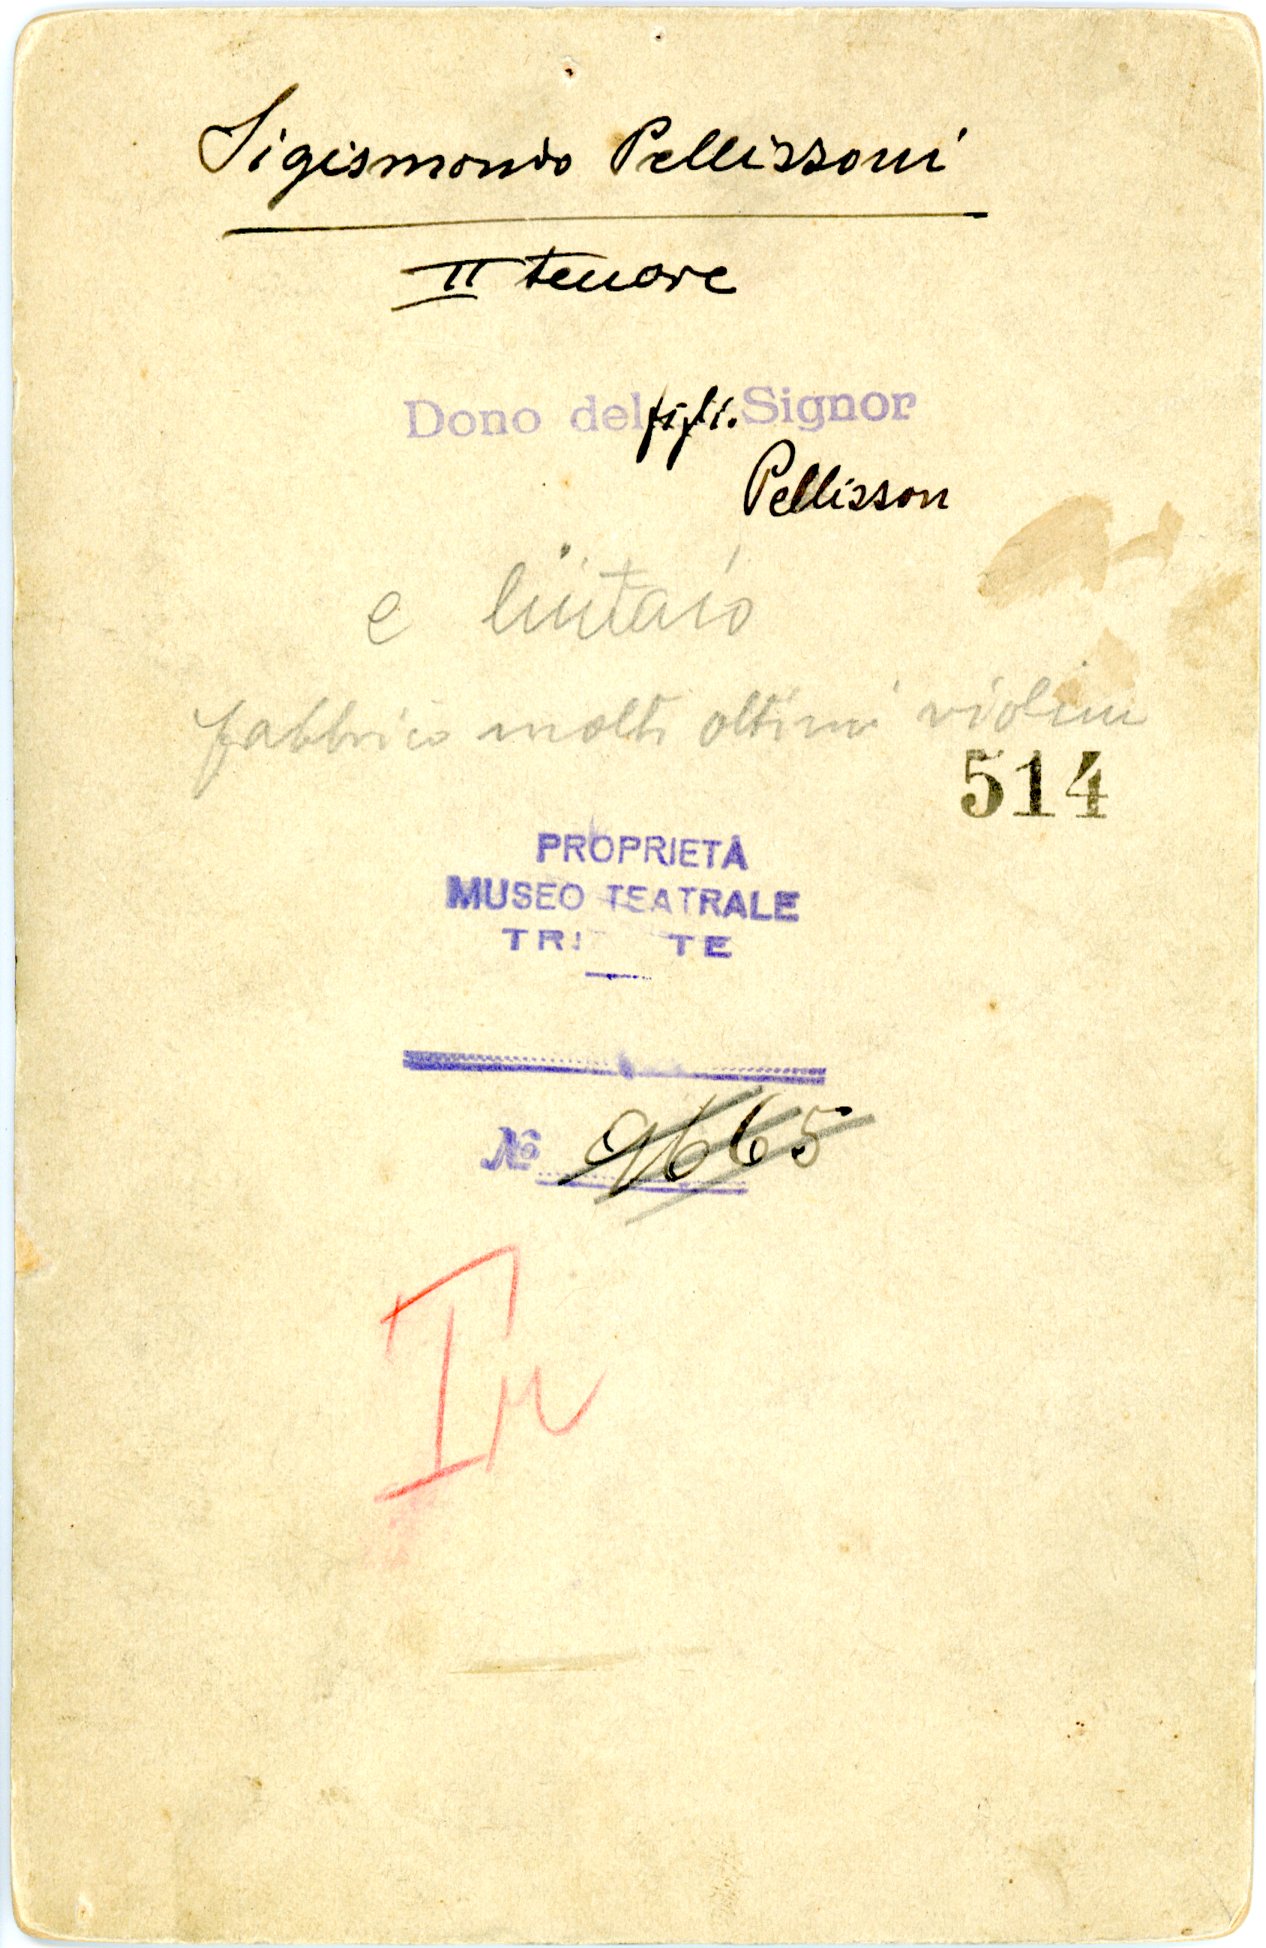 Sigismondo Pellizzoni
II tenore
Dono del figli. Signor
Pellizzon
e liutaio
fabbricò molti ottimi violini
514
PROPRIETÀ
MUSEO TEATRALE
TRI TE
№ 9665